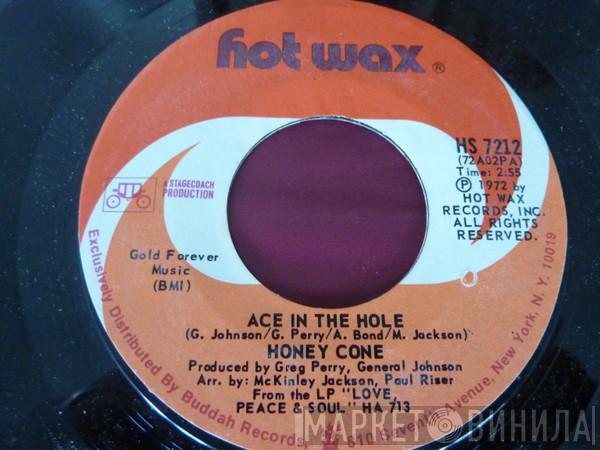 hot wax ®
HS 7212
(72A02PA)
Time: 2:55
Ⓟ 1972 by
HOT WAX
RECORDS, INC.
ALL RIGHTS
RESERVED.
A STAGECOACH
PRODUCTION
Gold Forever
Music
(BMI)
ACE IN THE HOLE
(G. Johnson/G. Perry/A. Bond/M. Jackson)
HONEY CONE
Produced by Greg Perry, General Johnson
Arr. by: McKinley Jackson, Paul Riser
From the LP "LOVE,
PEACE & SOUL" HA-713
Exclusively Distributed By Buddah Records, 810 Seventh Avenue, New York, N. Y. 10019
МАРКЕТ ВИНИЛА